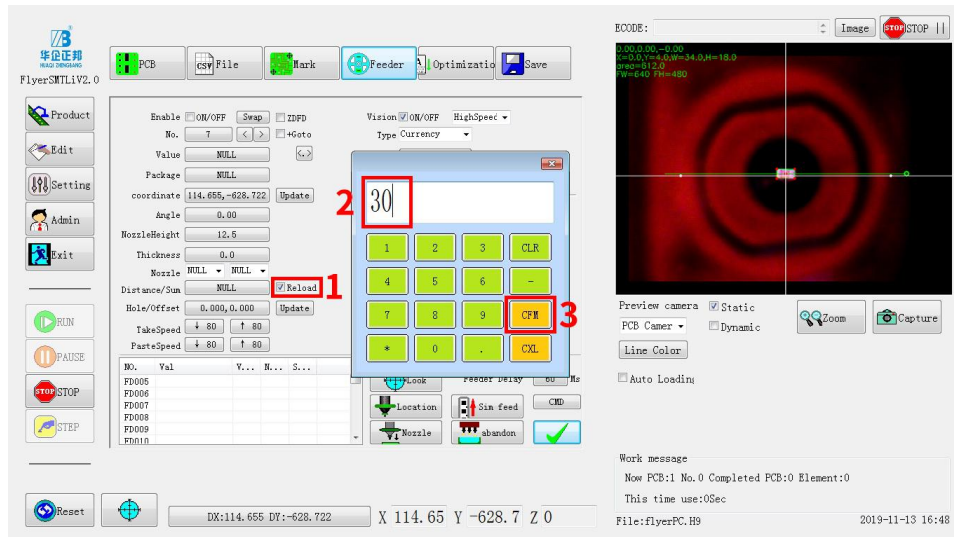 华企正邦
HUAQI ZHENGBANG
FlyerSMTLiV2.0
PCB
CSV File
Mark
Feeder
Optimizatio
Save
ECODE:
Image
STOP STOP ||
Product
Edit
Setting
Admin
Exit
RUN
PAUSE
STOP STOP
STEP
Reset
Enable ON/OFF Swap ZDFD
No. 7 < > +Goto
Value NULL <.>
Package NULL
coordinate 114.655,-628.722 Update
Angle 0.00
NozzleHeight 12.5
Thickness 0.0
Nozzle NULL NULL
Distance/Sum NULL Reload 1
Hole/Offset 0.000,0.000 Update
TakeSpeed ↓ 80 ↑ 80
PasteSpeed ↓ 80 ↑ 80
NO. Val V... N... S...
FD005
FD006
FD007
FD008
FD009
FD010
Vision ON/OFF HighSpeed
Type Currency
2
30
1 2 3 CLR
4 5 6 -
7 8 9 CFM 3
* 0 . CXL
Look Feeder Delay 60 Ms
Location Sim feed CMD
Nozzle abandon
0.00,0.00,-0.00
X=0.0,Y=4.0,W=34.0,H=18.0
area=612.0
FW=640 FH=480
Preview camera Static
PCB Camer Dynamic
Zoom
Capture
Line Color
Auto Loading
Work message
Now PCB:1 No.0 Completed PCB:0 Element:0
This time use:0Sec
File:flyerPC.H9 2019-11-13 16:48
DX:114.655 DY:-628.722
X 114.65 Y -628.7 Z 0